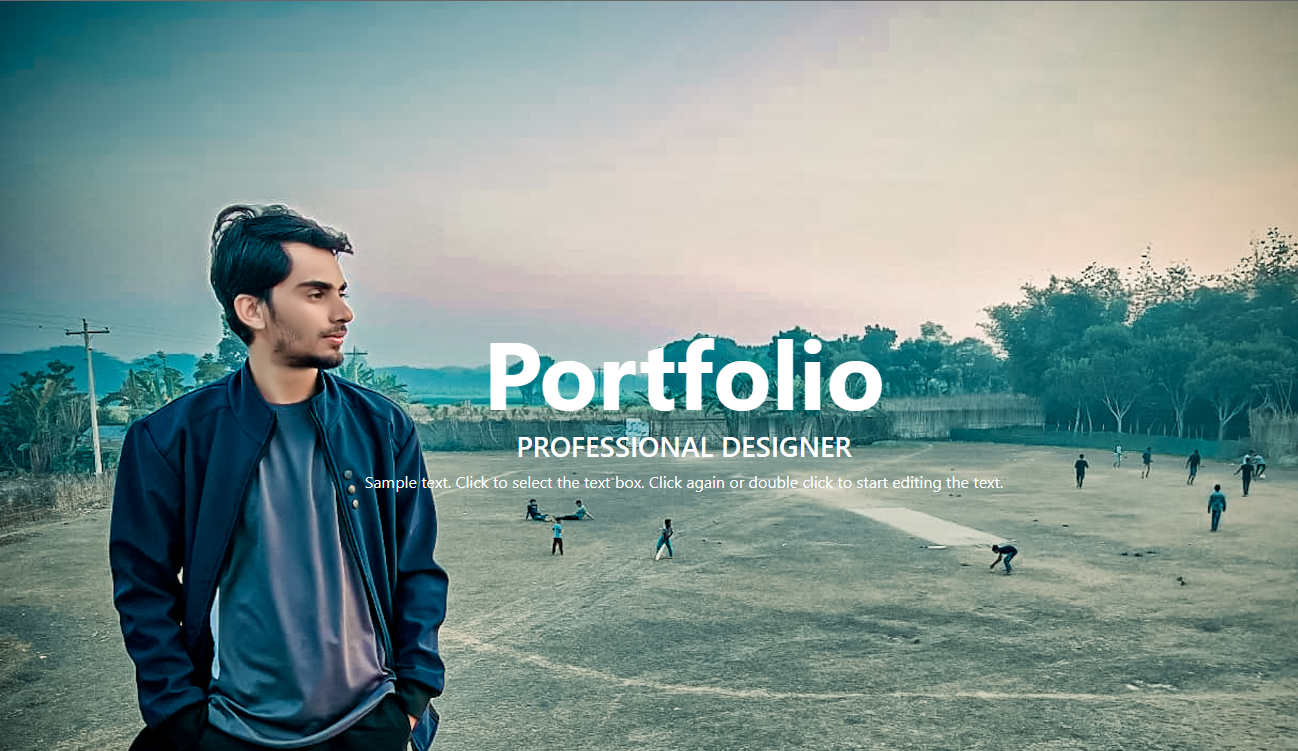 Portfolio
PROFESSIONAL DESIGNER
Sample text. Click to select the text box. Click again or double click to start editing the text.